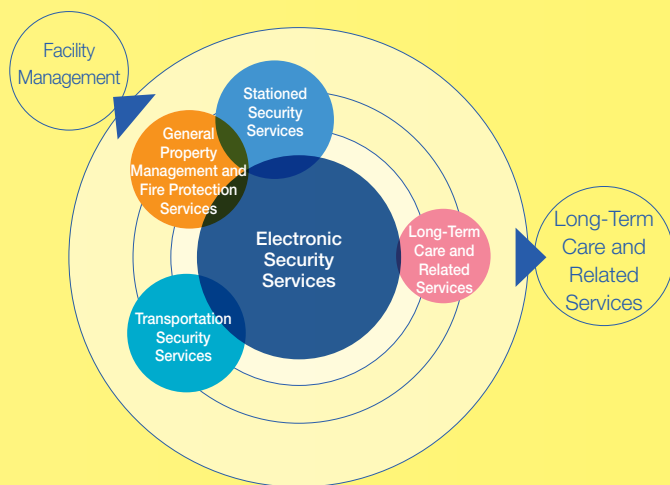 Facility
Management
Stationed
Security
Services
General
Property
Management and
Fire Protection
Services
Electronic
Security
Services
Long-Term
Care and
Related
Services
Long-Term
Care and
Related
Services
Transportation
Security
Services